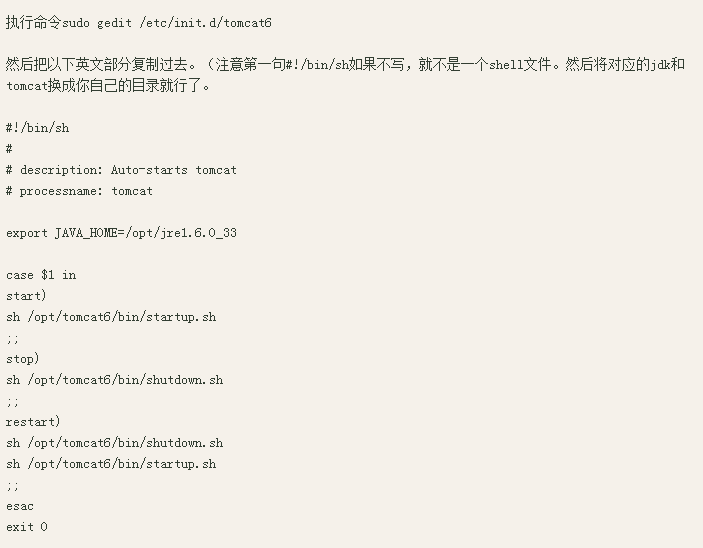 执行命令sudo gedit /etc/init.d/tomcat6
然后把以下英文部分复制过去。（注意第一句#!/bin/sh如果不写，就不是一个shell文件。然后将对应的jdk和
tomcat换成你自己的目录就行了。
#!/bin/sh
#
# description: Auto-starts tomcat
# processname: tomcat
export JAVA_HOME=/opt/jre1.6.0_33
case $1 in
start)
sh /opt/tomcat6/bin/startup.sh
;;
stop)
sh /opt/tomcat6/bin/shutdown.sh
;;
restart)
sh /opt/tomcat6/bin/shutdown.sh
sh /opt/tomcat6/bin/startup.sh
;;
esac
exit 0